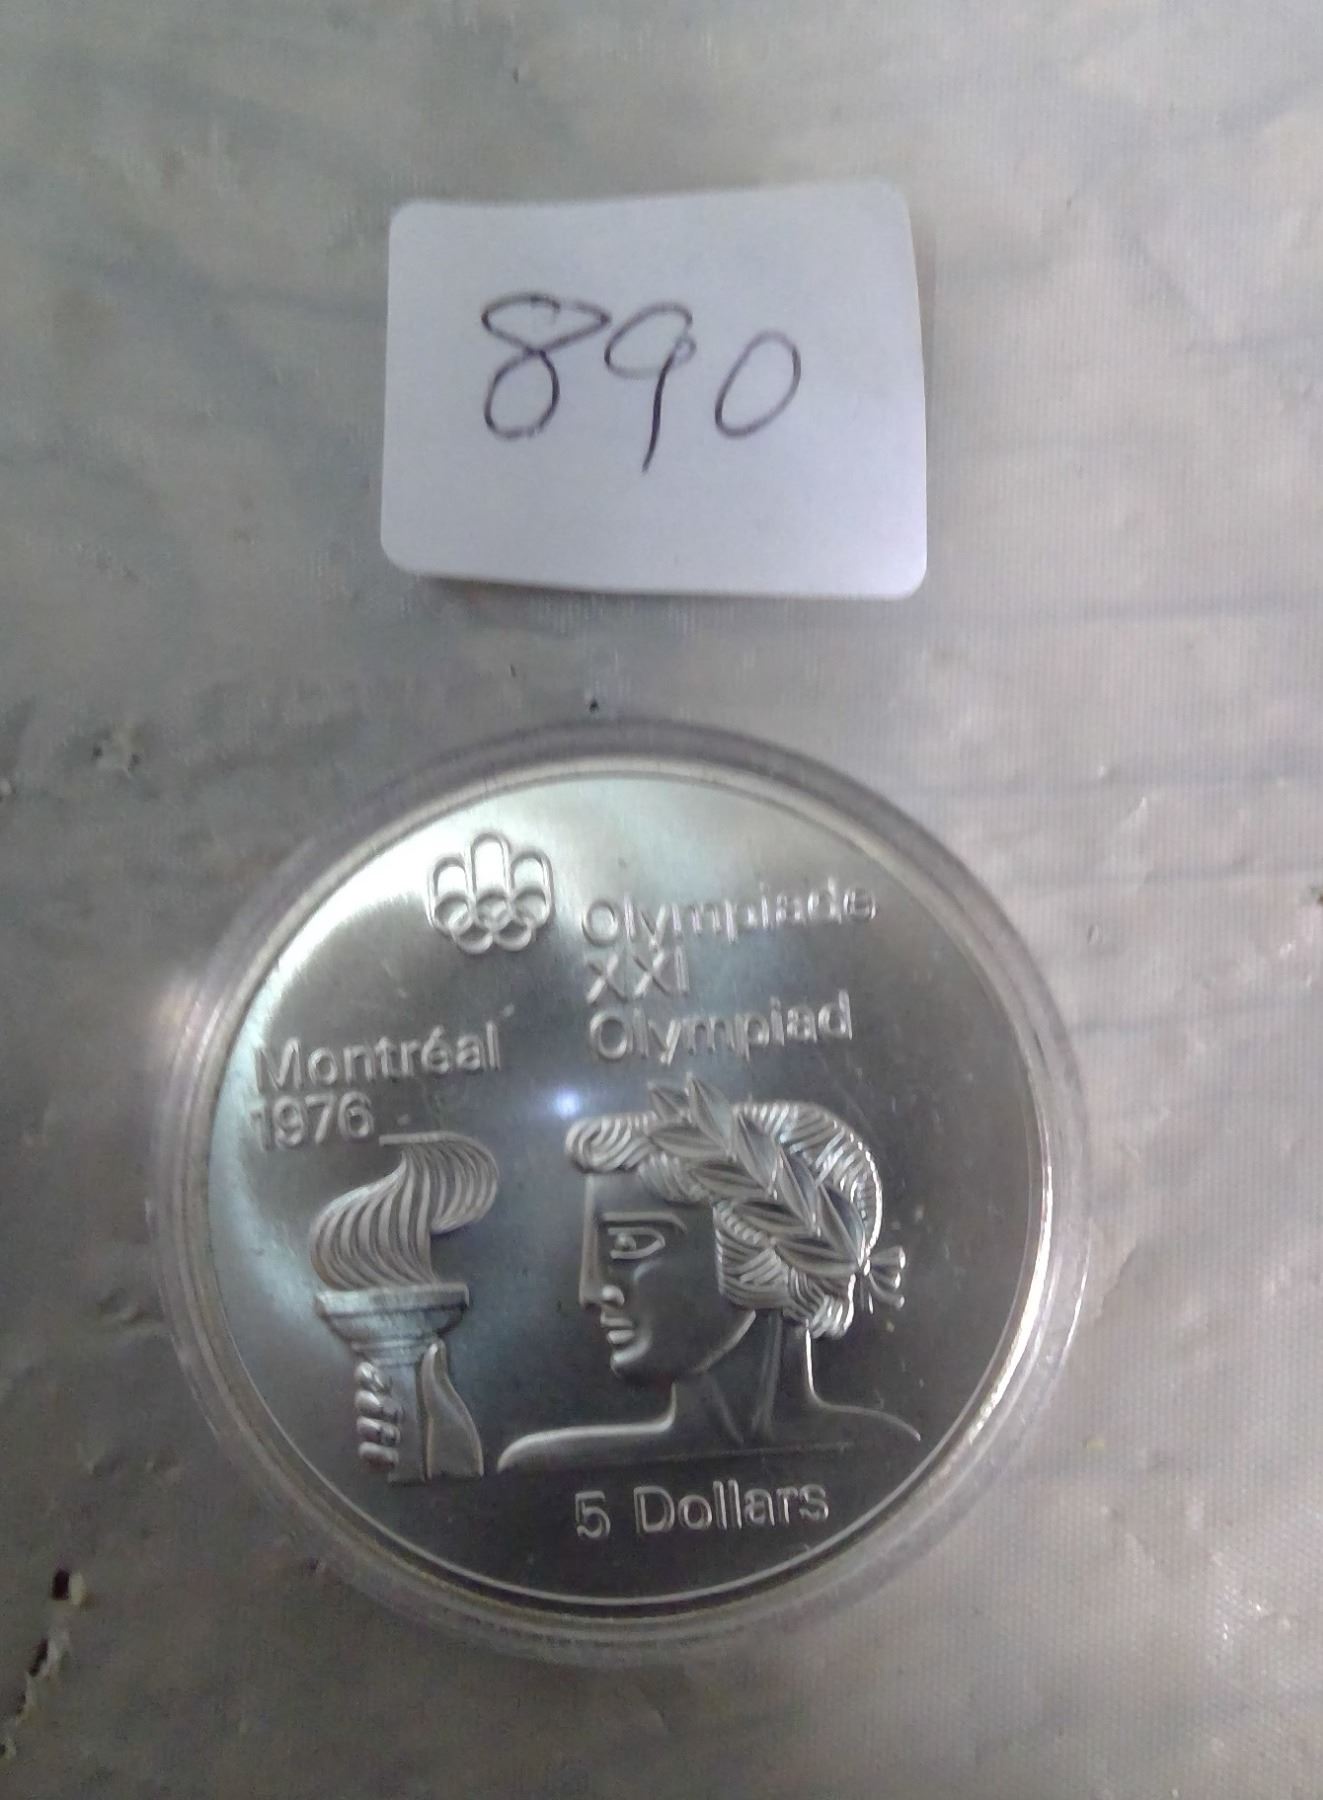 890
Olympiade
XXI
Olympiad
Montréal
1976
5 Dollars